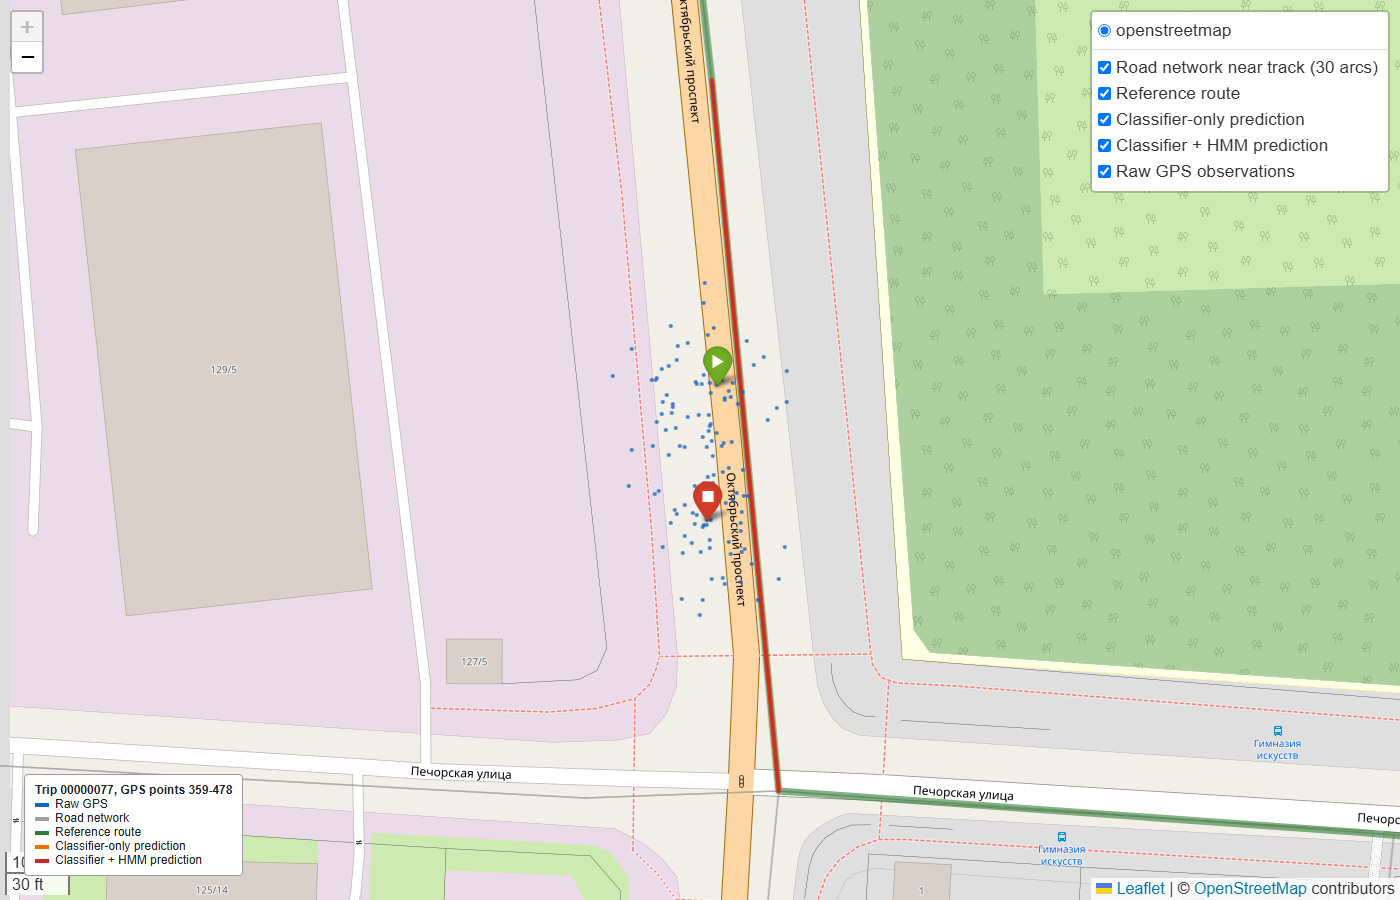 +
−
openstreetmap
Road network near track (30 arcs)
Reference route
Classifier-only prediction
Classifier + HMM prediction
Raw GPS observations
Октябрьский проспект
129/5
Октябрьский проспект
127/5
Гимназия
искусств
Печорская улица
Печорская улица
Печорс
Trip 00000077, GPS points 359-478
Raw GPS
Road network
Reference route
Classifier-only prediction
Classifier + HMM prediction
Гимназия
искусств
10
30 ft
125/14
1
Leaflet | © OpenStreetMap contributors